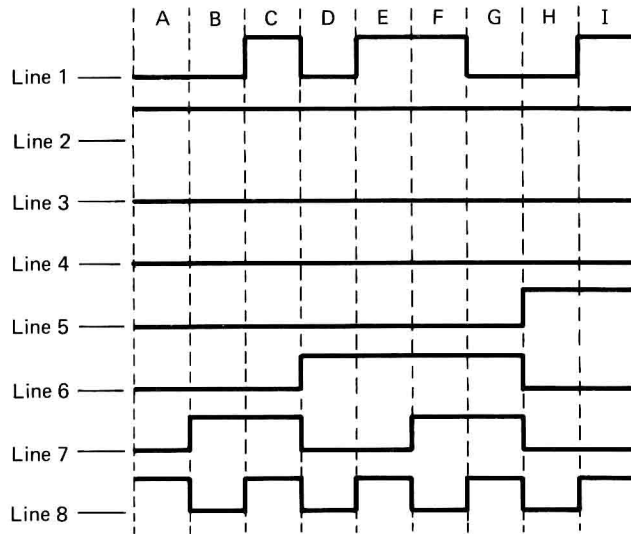 A B C D E F G H I
Line 1
Line 2
Line 3
Line 4
Line 5
Line 6
Line 7
Line 8